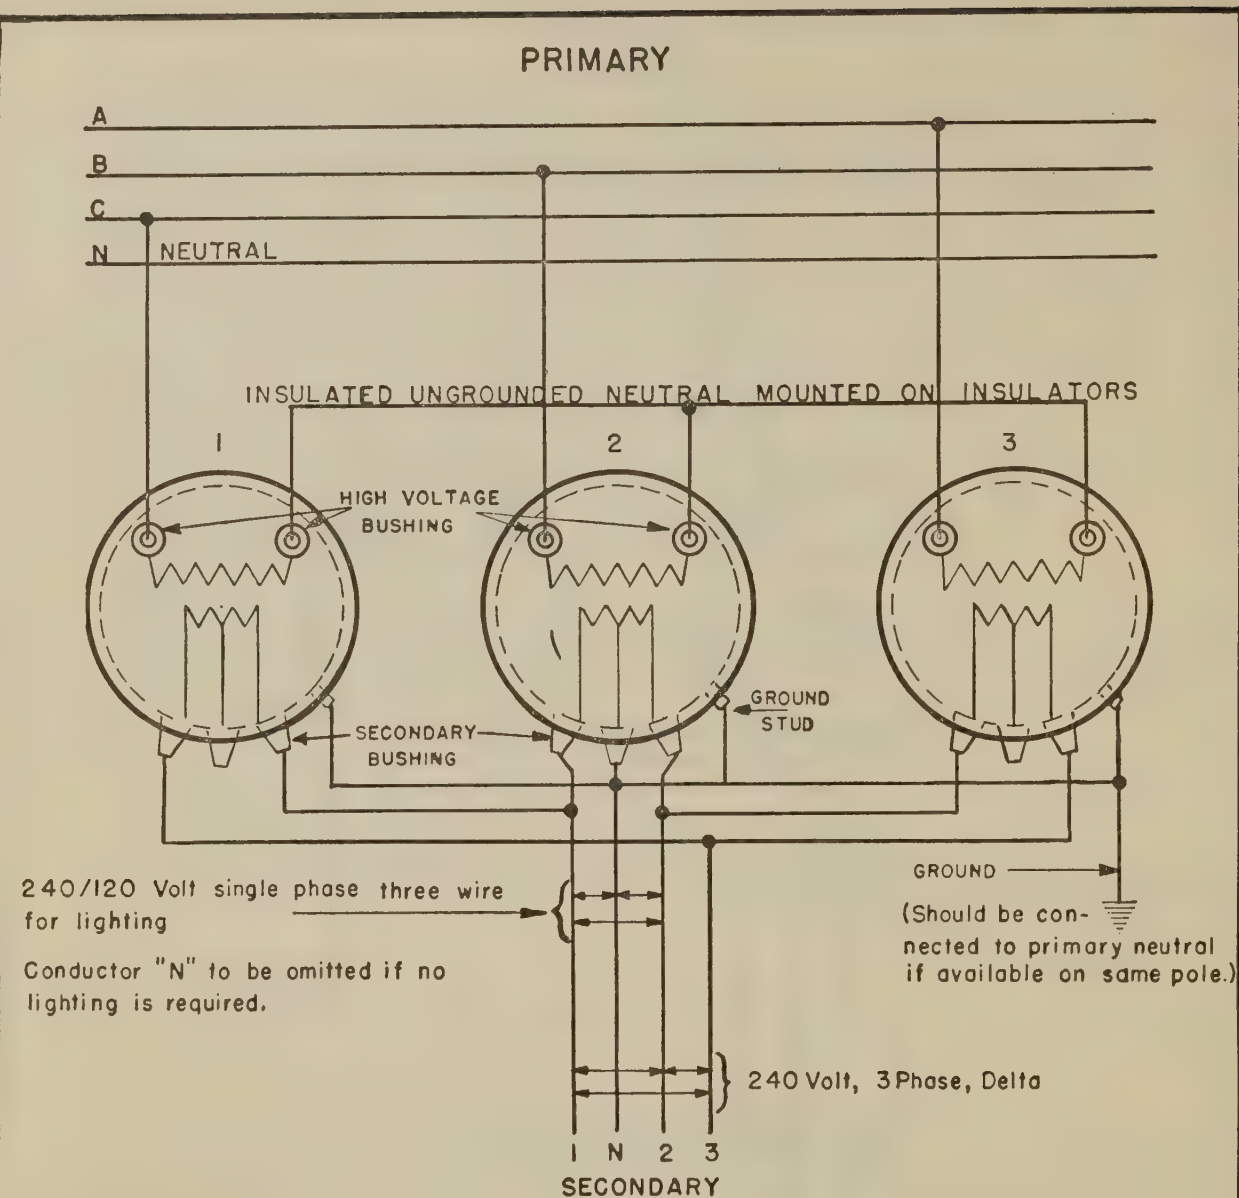 PRIMARY
A
B
C
N NEUTRAL
INSULATED UNGROUNDED NEUTRAL MOUNTED ON INSULATORS
1 2 3
HIGH VOLTAGE
BUSHING
GROUND
STUD
SECONDARY
BUSHING
240/120 Volt single phase three wire
for lighting
Conductor "N" to be omitted if no
lighting is required.
GROUND
(Should be con-
nected to primary neutral
if available on same pole.)
240 Volt, 3 Phase, Delta
1 N 2 3
SECONDARY